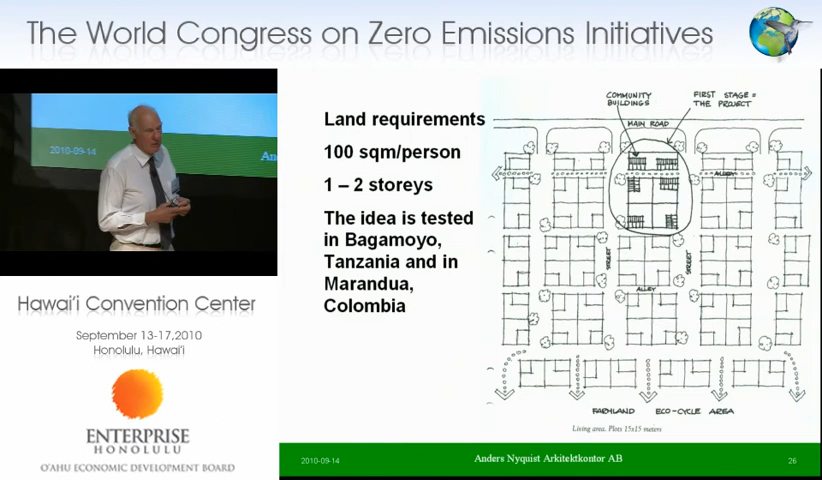 The World Congress on Zero Emissions Initiatives
2010-09-14
An
Hawai'i Convention Center
September 13-17,2010
Honolulu, Hawai'i
ENTERPRISE
HONOLULU
O'AHU ECONOMIC DEVELOPMENT BOARD
Land requirements
100 sqm/person
1 – 2 storeys
The idea is tested
in Bagamoyo,
Tanzania and in
Marandua,
Colombia
COMMUNITY
BUILDINGS
FIRST STAGE =
THE PROJECT
MAIN ROAD
ALLEY
STREET
STREET
ALLEY
FARMLAND ECO-CYCLE AREA
Living area. Plots 15x15 meters
2010-09-14
Anders Nyquist Arkitektkontor AB
26